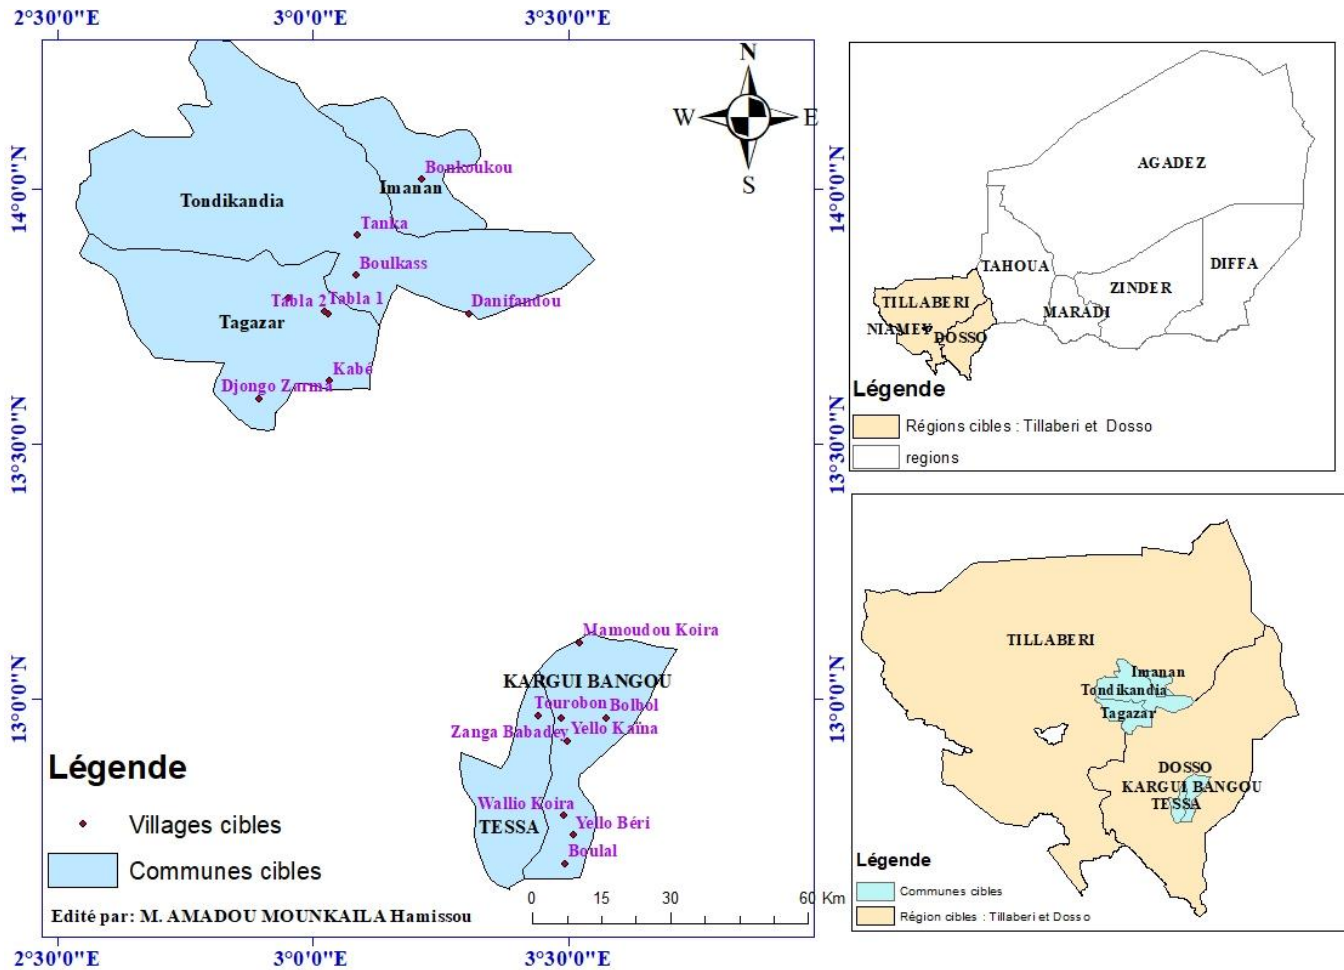 2°30'0"E 3°0'0"E 3°30'0"E
14°0'0"N
13°30'0"N
13°0'0"N
14°0'0"N
13°30'0"N
13°0'0"N
N
W E
S
Bonkoukou
Imanan
Tondikandia
Tanka
Boulkass
Tabla 2 Tabla 1
Danifandou
Tagazar
Kabé
Djongo Zarma
Mamoudou Koira
KARGUI BANGOU
Tourobon Bolbol
Zanga Babadey Yello Kaïna
Wallio Koira
TESSA
Yello Béri
Boulal
Légende
Villages cibles
Communes cibles
Edité par: M. AMADOU MOUNKAILA Hamissou
0 15 30 60 Km
2°30'0"E 3°0'0"E 3°30'0"E
AGADEZ
TAHOUA
DIFFA
ZINDER
TILLABERI
MARADI
NIAMEY
DOSSO
Légende
Régions cibles : Tillaberi et Dosso
regions
TILLABERI
Imanan
Tondikandia
Tagazar
DOSSO
KARGUI BANGOU
TESSA
Légende
Communes cibles
Région cibles : Tillaberi et Dosso